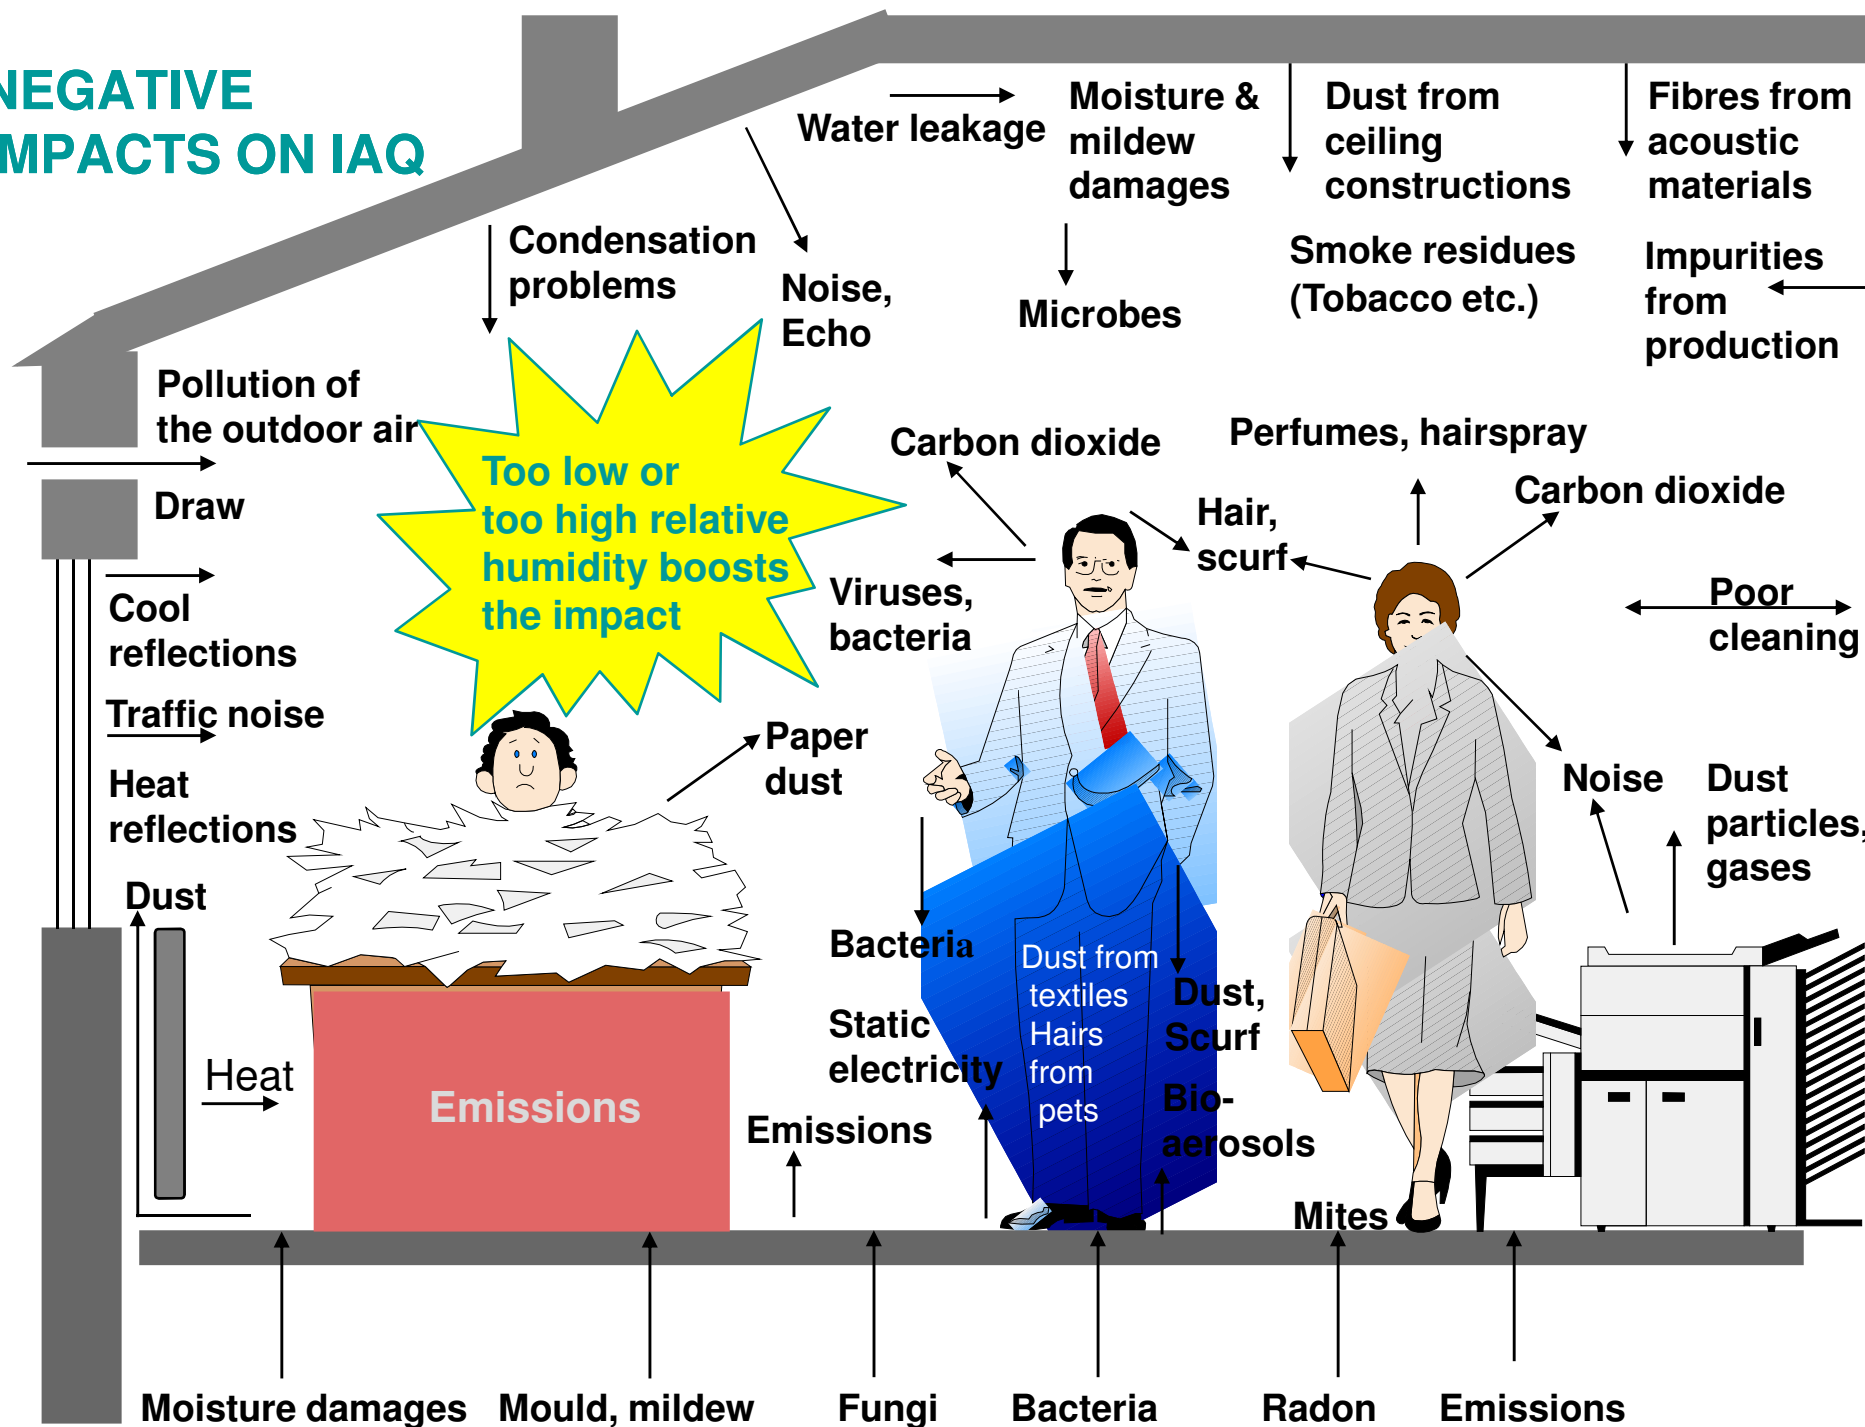 NEGATIVE
IMPACTS ON IAQ
Water leakage
Moisture &
mildew
damages
Dust from
ceiling
constructions
Fibres from
acoustic
materials
Condensation
problems
Noise,
Echo
Microbes
Smoke residues
(Tobacco etc.)
Impurities
from
production
Pollution of
the outdoor air
Draw
Too low or
too high relative
humidity boosts
the impact
Carbon dioxide
Perfumes, hairspray
Carbon dioxide
Hair,
scurf
Viruses,
bacteria
Poor
cleaning
Cool
reflections
Traffic noise
Heat
reflections
Paper
dust
Noise
Dust
particles,
gases
Dust
Bacteria
Dust from
textiles
Hairs
from
pets
Dust,
Scurf
Static
electricity
Heat
Emissions
Emissions
Bio-
aerosols
Mites
Moisture damages
Mould, mildew
Fungi
Bacteria
Radon
Emissions